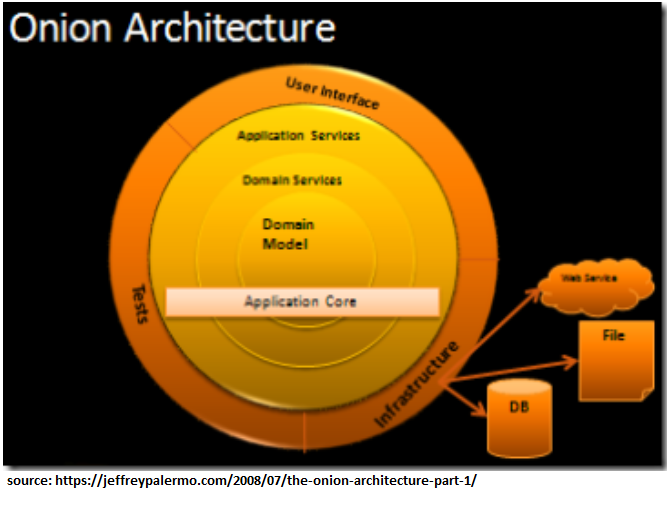 Onion Architecture
User Interface
Application Services
Domain Services
Domain
Model
Application Core
Tests
Infrastructure
Web Service
File
DB
source: https://jeffreypalermo.com/2008/07/the-onion-architecture-part-1/